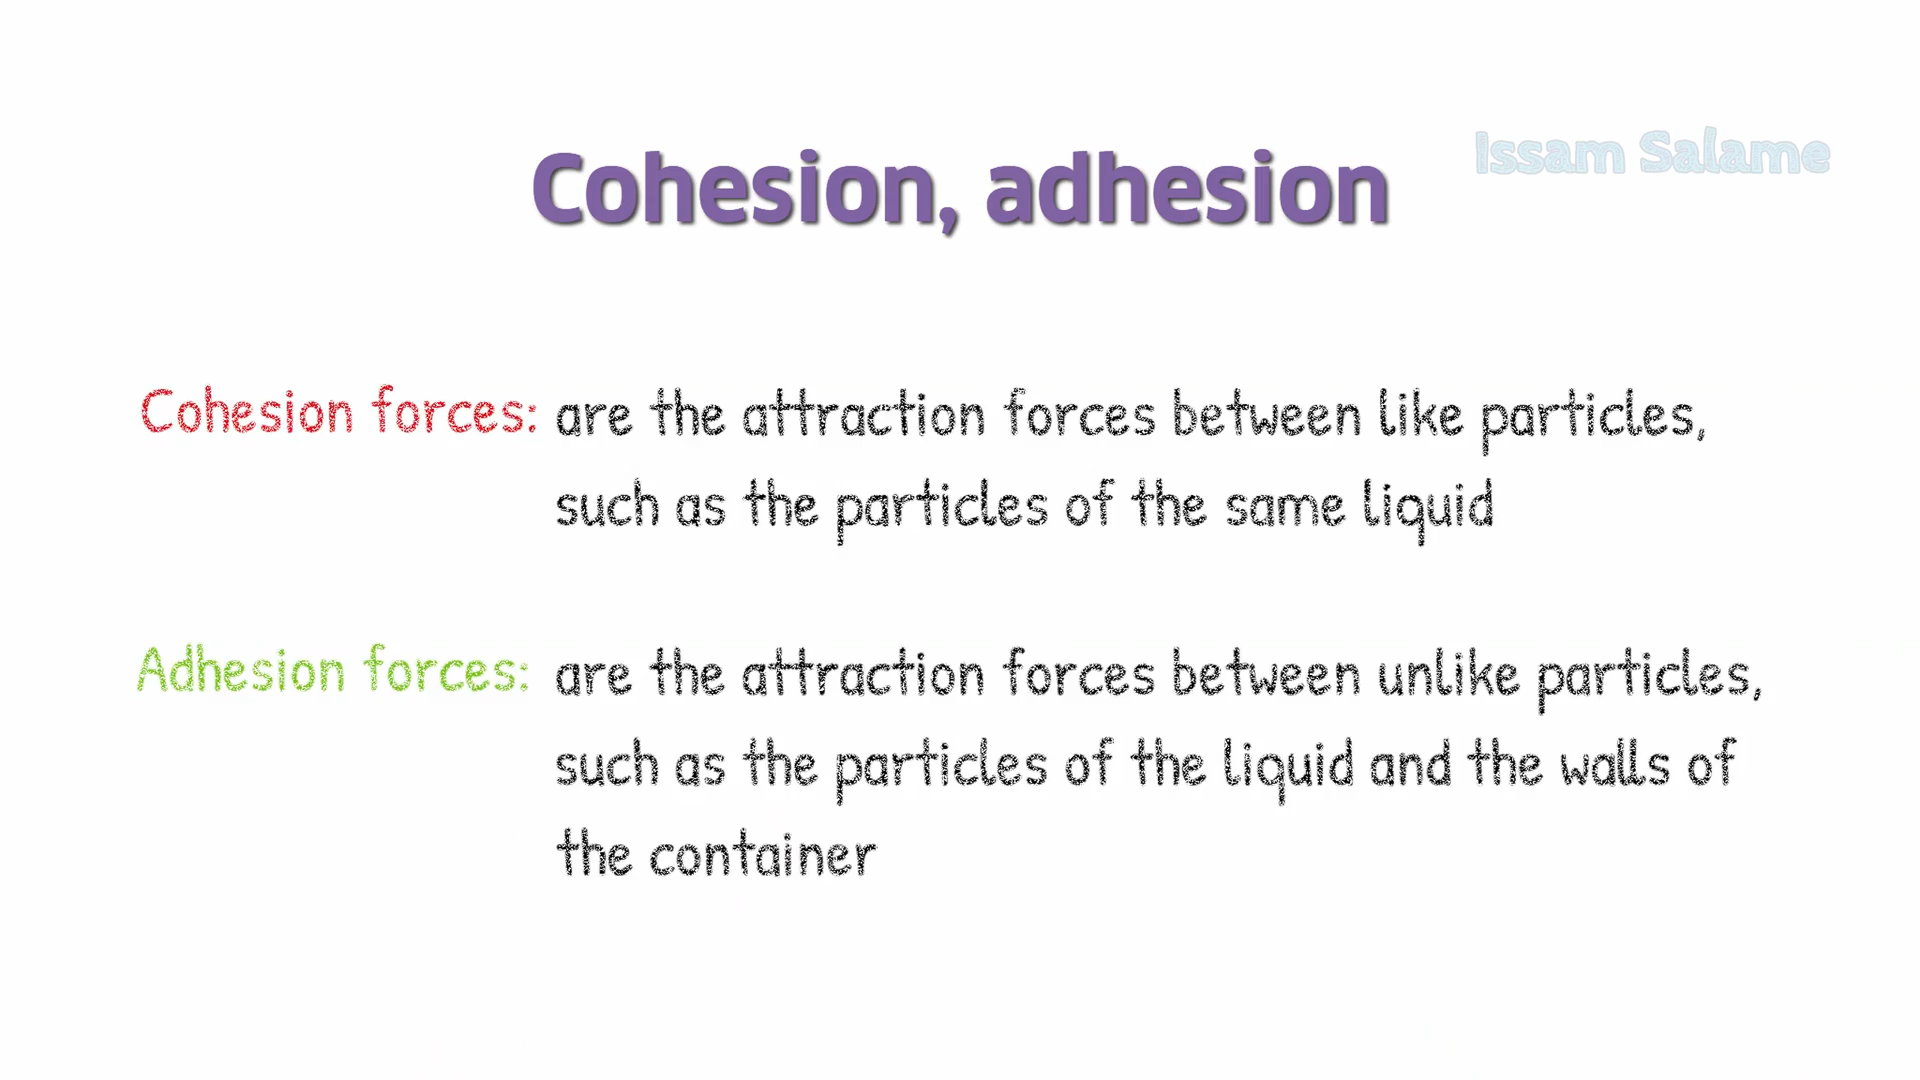 Issam Salame
Cohesion, adhesion
Cohesion forces: are the attraction forces between like particles,
such as the particles of the same liquid
Adhesion forces: are the attraction forces between unlike particles,
such as the particles of the liquid and the walls of
the container